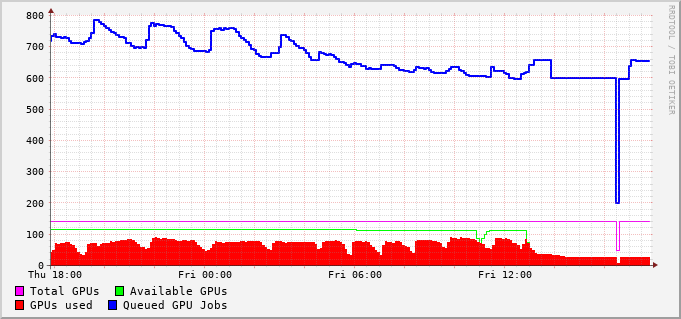 800
700
600
500
400
300
200
100
0
Thu 18:00 Fri 00:00 Fri 06:00 Fri 12:00
Total GPUs Available GPUs
GPUs used Queued GPU Jobs
RRDTOOL / TOBI OETIKER